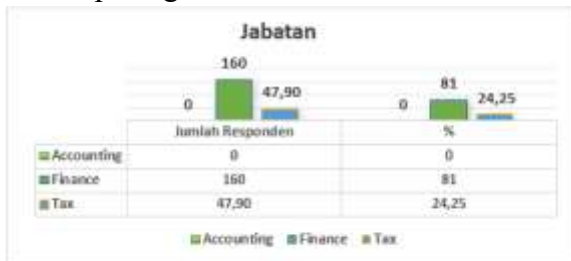 Jabatan
160
47,90
0
81
24,25
0
Jumlah Responden %
Accounting 0 0
Finance 160 81
Tax 47,90 24,25
Accounting Finance Tax